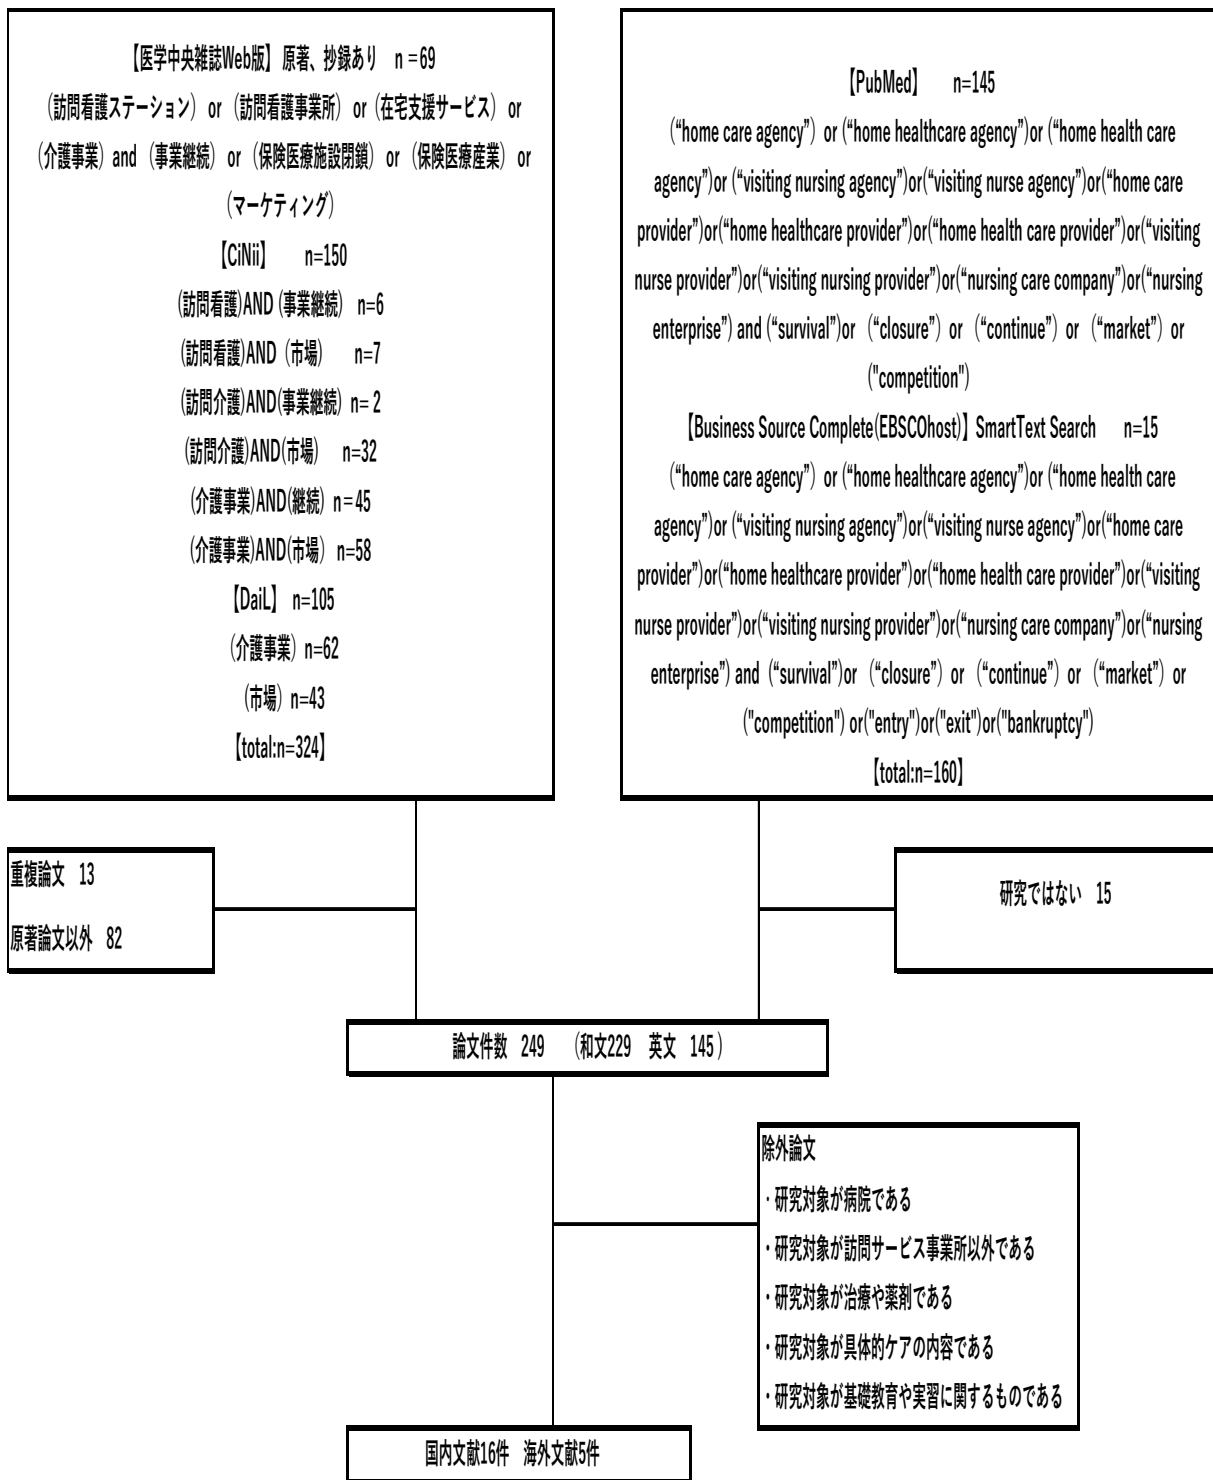 【医学中央雑誌Web版】原著、抄録あり　n =69
（訪問看護ステーション）or（訪問看護事業所）or（在宅支援サービス）or
（介護事業）and（事業継続）or（保険医療施設閉鎖）or（保険医療産業）or
（マーケティング）
【CiNii】　n=150
(訪問看護)AND（事業継続）　n=6
(訪問看護)AND（市場）　n=7
(訪問介護)AND(事業継続）n= 2
(訪問介護)AND(市場）　n=32
(介護事業)AND(継続）n＝45
(介護事業)AND(市場）　n=58
【DaiL】 n=105
（介護事業）n=62
（市場）n=43
【total:n=324】
【PubMed】　n=145
（“home care agency”）or（“home healthcare agency”)or（“home health care
agency”)or（“visiting nursing agency”)or(“visiting nurse agency”)or(“home care
provider”)or(“home healthcare provider”)or(“home health care provider”)or(“visiting
nurse provider”)or(“visiting nursing provider”)or(“nursing care company”)or(“nursing
enterprise”) and（“survival”)or（“closure”）or（“continue”）or（“market”）or
("competition")
【Business Source Complete(EBSCOhost)】SmartText Search　n=15
（“home care agency”）or（“home healthcare agency”)or（“home health care
agency”)or（“visiting nursing agency”)or(“visiting nurse agency”)or(“home care
provider”)or(“home healthcare provider”)or(“home health care provider”)or(“visiting
nurse provider”)or(“visiting nursing provider”)or(“nursing care company”)or(“nursing
enterprise”) and（“survival”)or（“closure”）or（“continue”）or（“market”）or
("competition") or("entry")or("exit")or("bankruptcy")
【total:n=160】
重複論文　13
原著論文以外　82
研究ではない　15
論文件数　249　（和文229　英文　145）
除外論文
・研究対象が病院である
・研究対象が訪問サービス事業所以外である
・研究対象が治療や薬剤である
・研究対象が具体的ケアの内容である
・研究対象が基礎教育や実習に関するものである
国内文献16件　海外文献5件